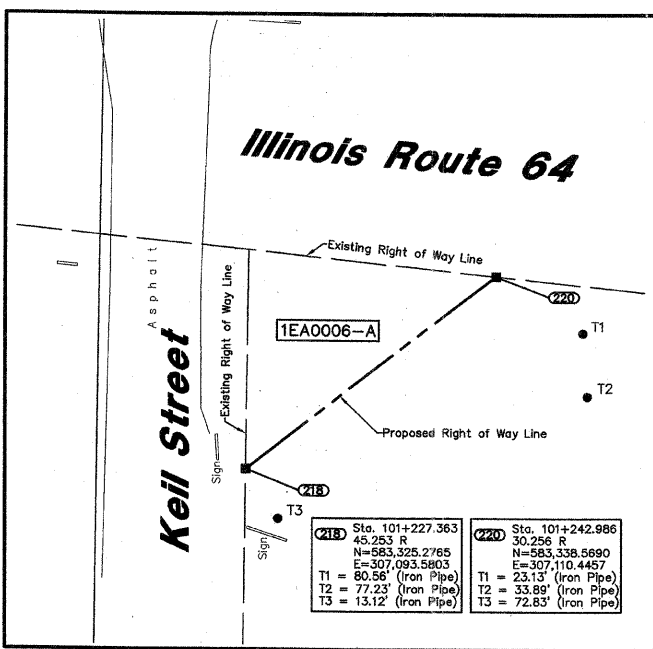 Illinois Route 64
Existing Right of Way Line
Asphalt
Existing Right of Way Line
220
T1
1EA0006-A
T2
Keil Street
Proposed Right of Way Line
Sign
218
T3
Sign
218 Sta. 101+227.363
45.253 R
N=583,325.2765
E=307,093.5803
T1 = 80.56' (Iron Pipe)
T2 = 77.23' (Iron Pipe)
T3 = 13.12' (Iron Pipe)
220 Sta. 101+242.986
30.256 R
N=583,338.5690
E=307,110.4457
T1 = 23.13' (Iron Pipe)
T2 = 33.89' (Iron Pipe)
T3 = 72.83' (Iron Pipe)